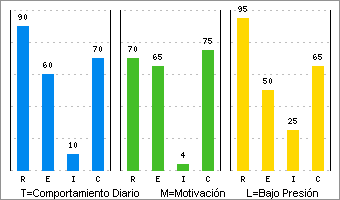 90 60 10 70
70 65 4 75
95 50 25 65
R E I C R E I C R E I C
T=Comportamiento Diario M=Motivación L=Bajo Presión